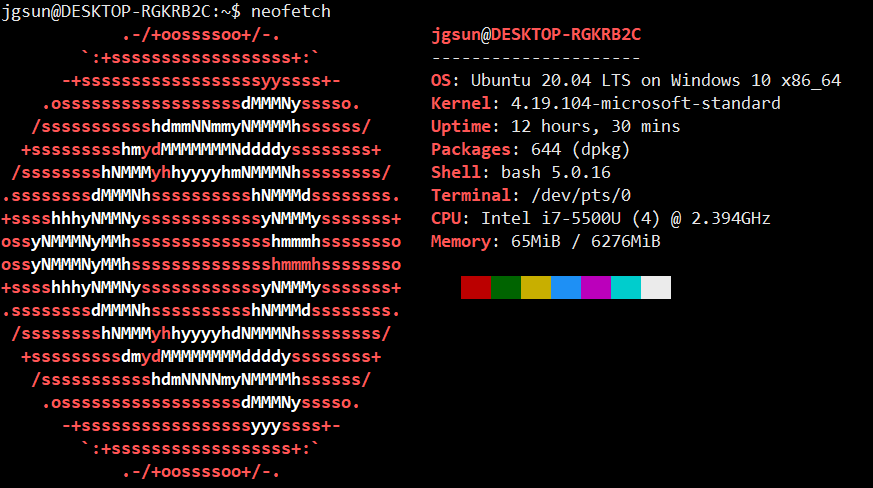 jgsun@DESKTOP-RGKRB2C:~$ neofetch
            .-/+oossssoo+/-.               jgsun@DESKTOP-RGKRB2C
        `:+ssssssssssssssssss+:`           ---------------------
      -+ssssssssssssssssssyyssss+-         OS: Ubuntu 20.04 LTS on Windows 10 x86_64
    .ossssssssssssssssssdMMMNysssso.       Kernel: 4.19.104-microsoft-standard
   /ssssssssssshdmmNNmmyNMMMMhssssss/      Uptime: 12 hours, 30 mins
  +ssssssssshmydMMMMMMMNddddyssssssss+     Packages: 644 (dpkg)
 /sssssssshNMMMyhhyyyyhmNMMMNhssssssss/    Shell: bash 5.0.16
.ssssssssdMMMNhsssssssssshNMMMdssssssss.   Terminal: /dev/pts/0
+sssshhhyNMMNyssssssssssssyNMMMysssssss+   CPU: Intel i7-5500U (4) @ 2.394GHz
ossyNMMMNyMMhsssssssssssssshmmmhssssssso   Memory: 65MiB / 6276MiB
ossyNMMMNyMMhsssssssssssssshmmmhssssssso
+sssshhhyNMMNyssssssssssssyNMMMysssssss+
.ssssssssdMMMNhsssssssssshNMMMdssssssss.
 /sssssssshNMMMyhhyyyyhdNMMMNhssssssss/
  +sssssssssdmydMMMMMMMMddddyssssssss+
   /ssssssssssshdmNNNNmyNMMMMhssssss/
    .ossssssssssssssssssdMMMNysssso.
      -+sssssssssssssssssyyyssss+-
        `:+ssssssssssssssssss+:`
            .-/+oossssoo+/-.